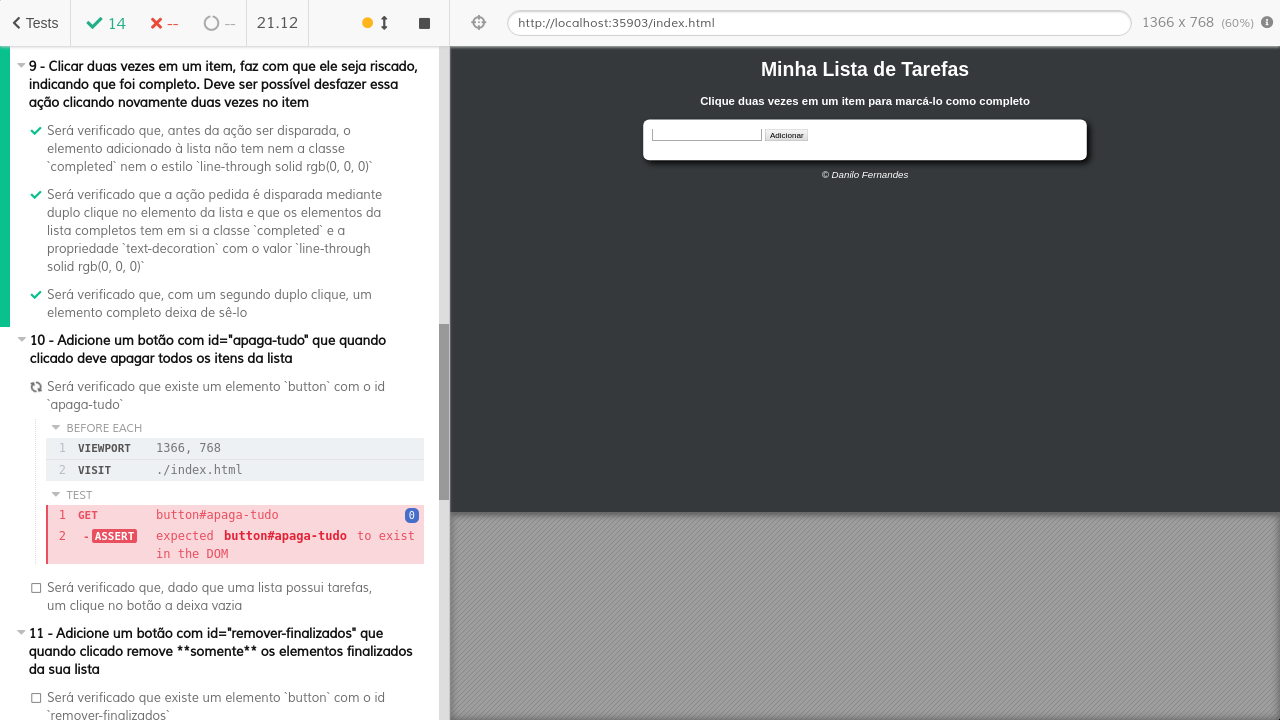 Tests
14
--
--
21.12
http://localhost:35903/index.html
1366 x 768 (60%)
9 - Clicar duas vezes em um item, faz com que ele seja riscado,
indicando que foi completo. Deve ser possível desfazer essa
ação clicando novamente duas vezes no item
Será verificado que, antes da ação ser disparada, o
elemento adicionado à lista não tem nem a classe
`completed` nem o estilo `line-through solid rgb(0, 0, 0)`
Será verificado que a ação pedida é disparada mediante
duplo clique no elemento da lista e que os elementos da
lista completos tem em si a classe `completed` e a
propriedade `text-decoration` com o valor `line-through
solid rgb(0, 0, 0)`
Será verificado que, com um segundo duplo clique, um
elemento completo deixa de sê-lo
10 - Adicione um botão com id="apaga-tudo" que quando
clicado deve apagar todos os itens da lista
Será verificado que existe um elemento `button` com o id
`apaga-tudo`
BEFORE EACH
1 VIEWPORT 1366, 768
2 VISIT ./index.html
TEST
1 GET button#apaga-tudo 0
2 -ASSERT expected button#apaga-tudo to exist
in the DOM
Será verificado que, dado que uma lista possui tarefas,
um clique no botão a deixa vazia
11 - Adicione um botão com id="remover-finalizados" que
quando clicado remove **somente** os elementos finalizados
da sua lista
Será verificado que existe um elemento `button` com o id
`remover-finalizados`
Minha Lista de Tarefas
Clique duas vezes em um item para marcá-lo como completo
Adicionar
© Danilo Fernandes